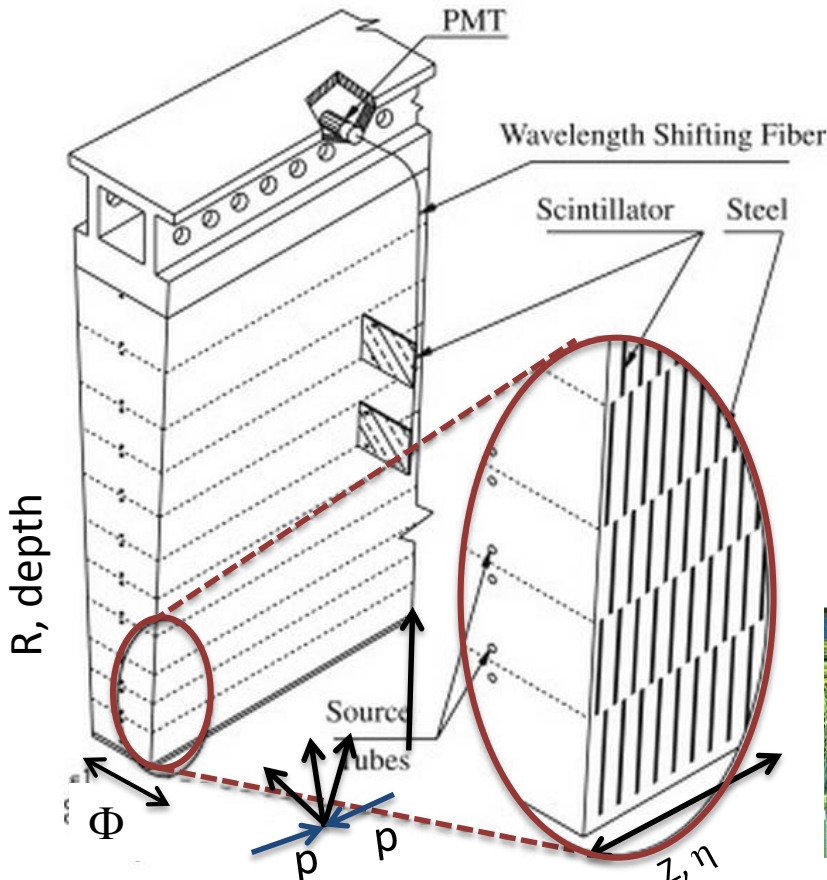 PMT
Wavelength Shifting Fiber
Scintillator
Steel
R, depth
Source
Tubes
Φ
p
p
Z, η